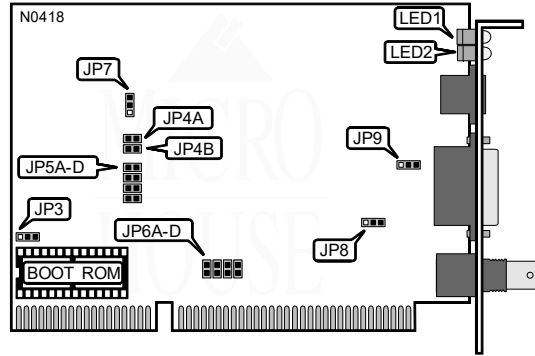 N0418
LED1
LED2
JP7
JP4A
JP4B
JP5A-D
JP9
JP3
JP6A-D
JP8
BOOT ROM
MICRO
HOUSE